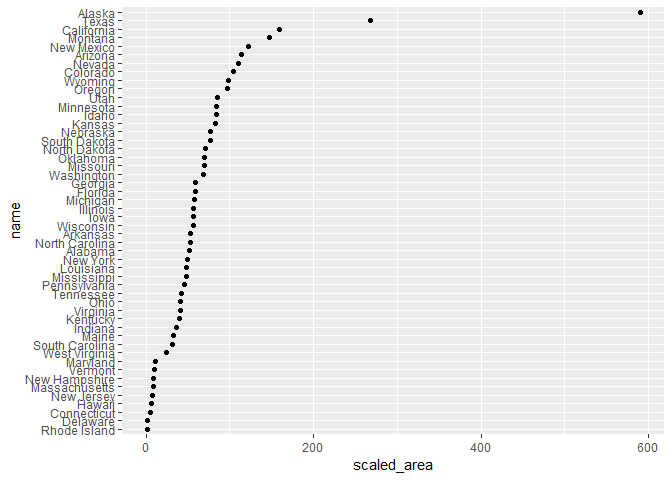 Alaska
Texas
California
Montana
New Mexico
Arizona
Nevada
Colorado
Wyoming
Oregon
Utah
Minnesota
Idaho
Kansas
Nebraska
South Dakota
North Dakota
Oklahoma
Missouri
Washington
Georgia
Florida
Michigan
Illinois
Iowa
Wisconsin
Arkansas
North Carolina
Alabama
New York
Louisiana
Mississippi
Pennsylvania
Tennessee
Ohio
Virginia
Kentucky
Indiana
Maine
South Carolina
West Virginia
Maryland
Vermont
New Hampshire
Massachusetts
New Jersey
Hawaii
Connecticut
Delaware
Rhode Island
name
0 200 400 600
scaled_area